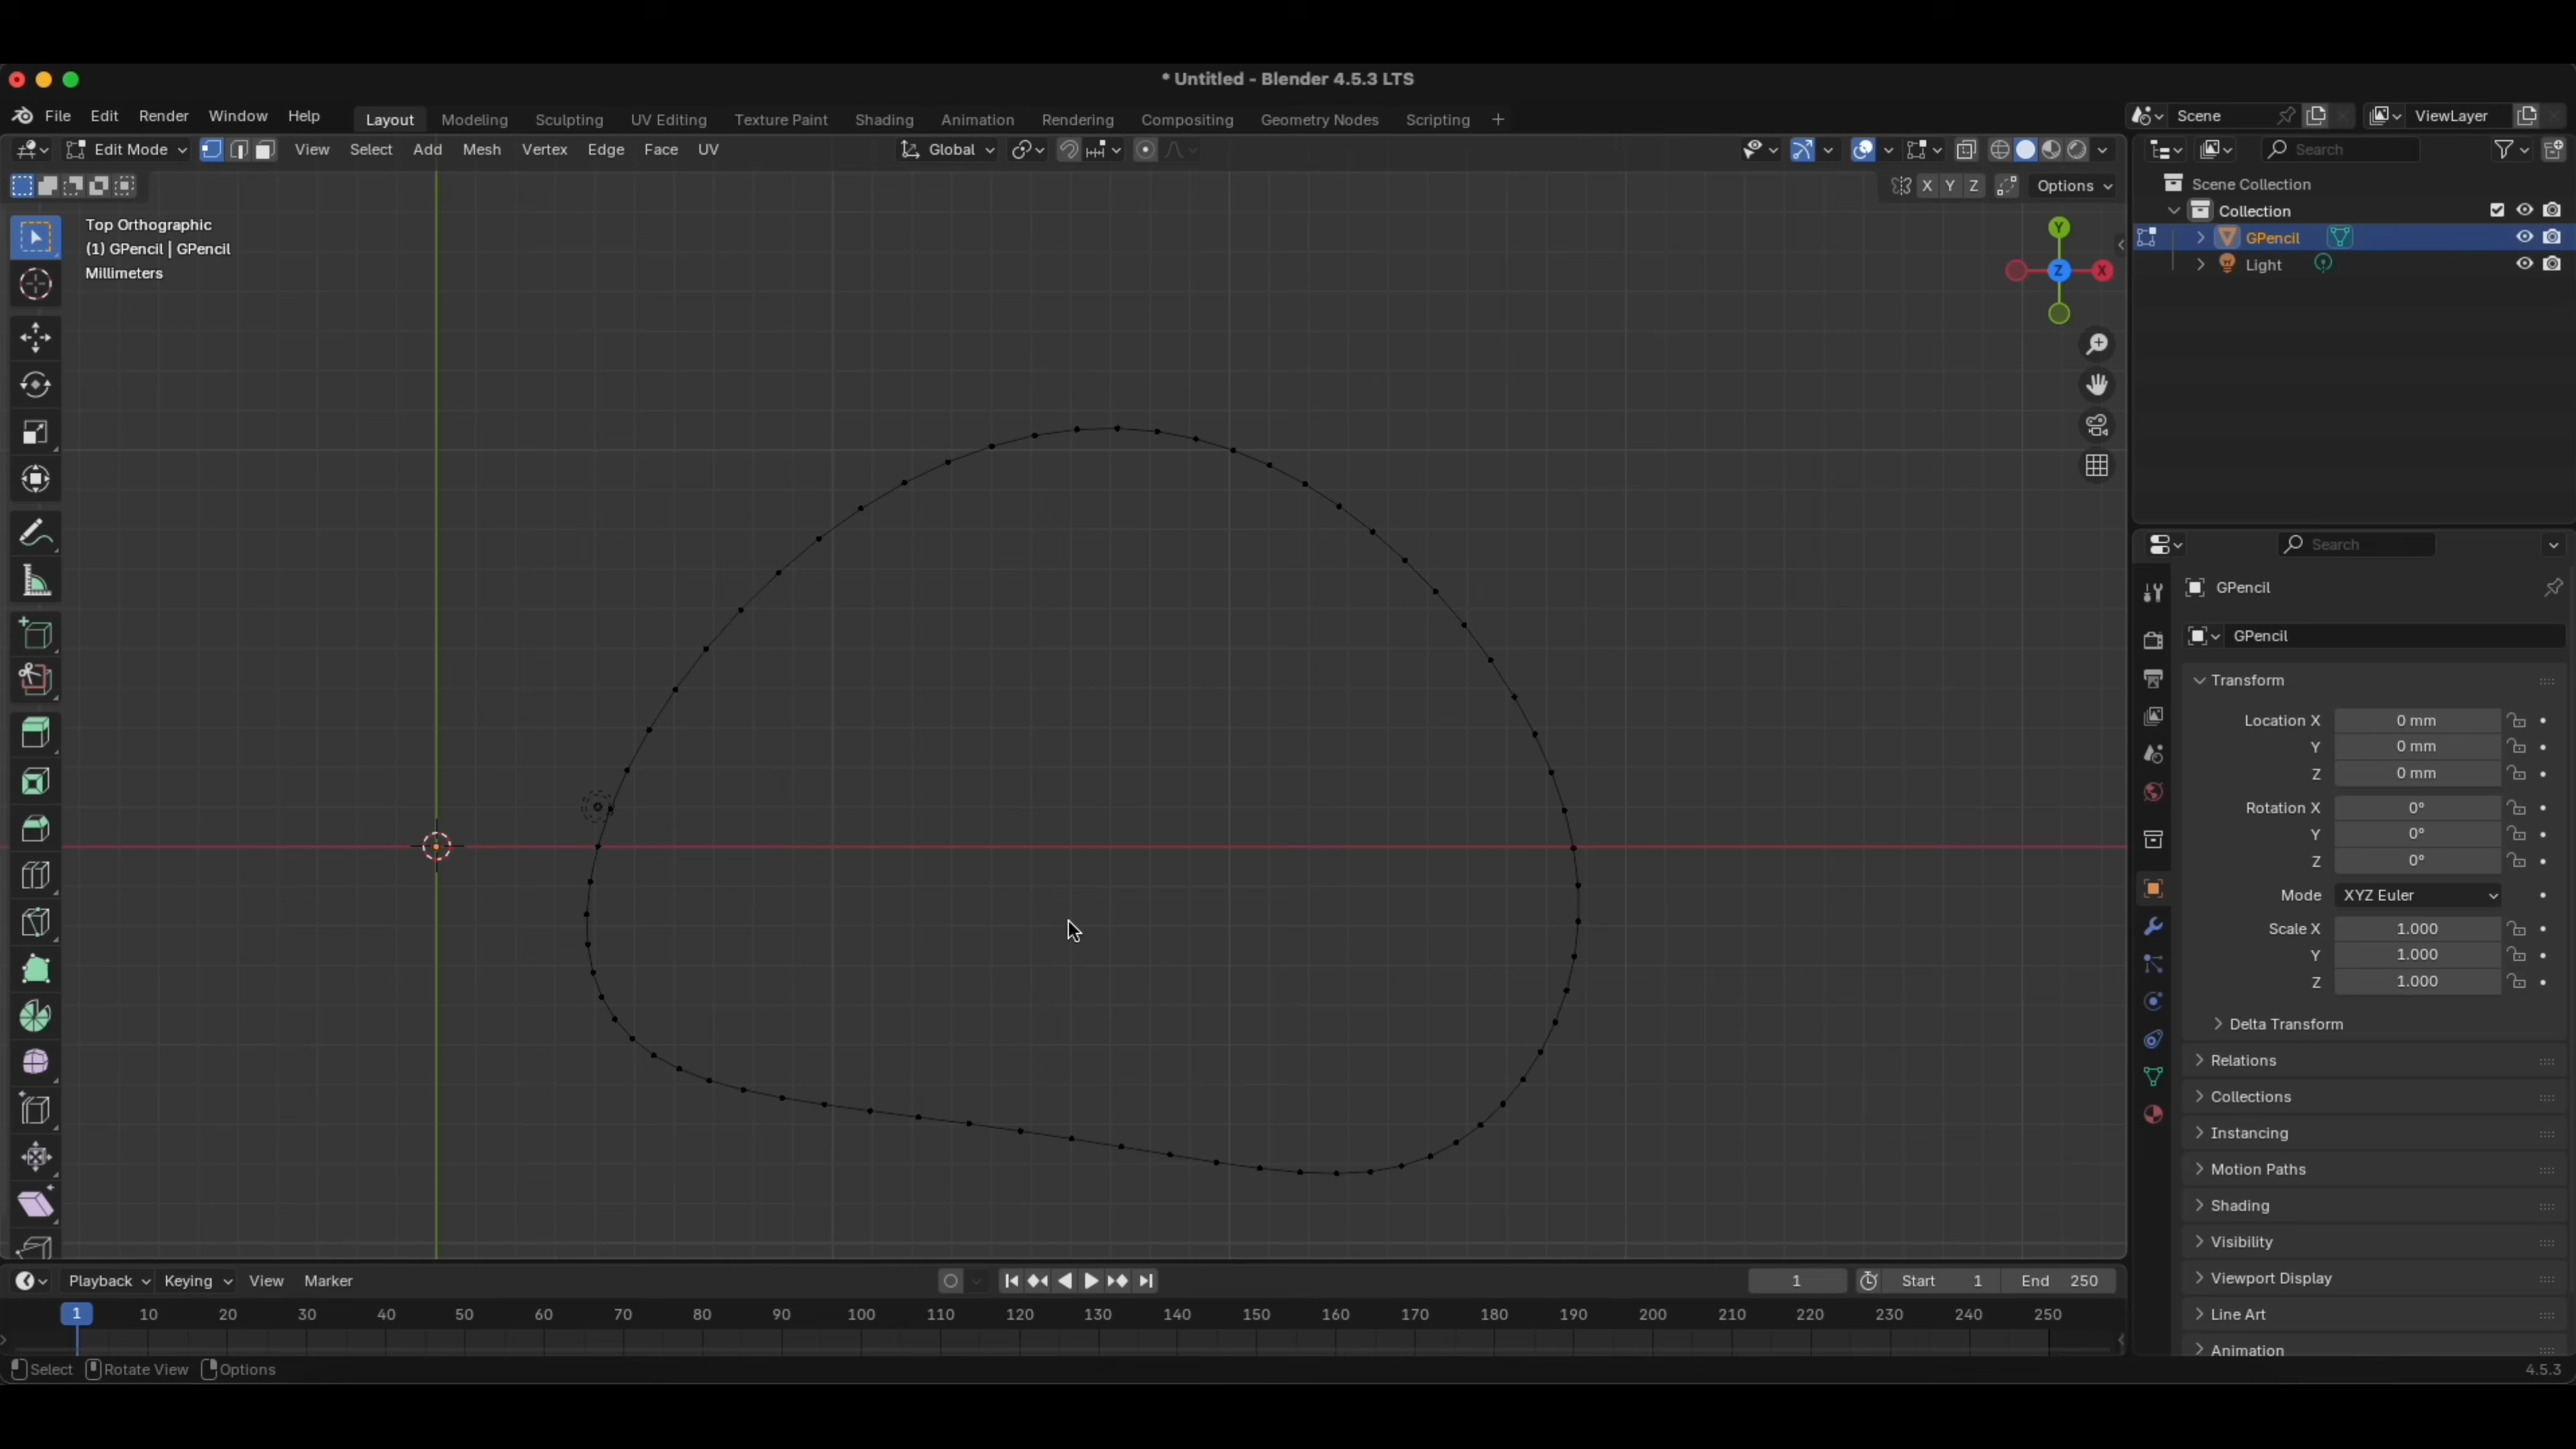 * Untitled - Blender 4.5.3 LTS
File Edit Render Window Help Layout Modeling Sculpting UV Editing Texture Paint Shading Animation Rendering Compositing Geometry Nodes Scripting + Scene ViewLayer
Edit Mode View Select Add Mesh Vertex Edge Face UV Global Search
X Y Z Options
Top Orthographic
(1) GPencil | GPencil
Millimeters
Y
Z X
Scene Collection
Collection
GPencil
Light
Search
GPencil
GPencil
Transform
Location X 0 mm
Y 0 mm
Z 0 mm
Rotation X 0°
Y 0°
Z 0°
Mode XYZ Euler
Scale X 1.000
Y 1.000
Z 1.000
Delta Transform
Relations
Collections
Instancing
Motion Paths
Shading
Visibility
Viewport Display
Line Art
Animation
Playback Keying View Marker 1 Start 1 End 250
1 10 20 30 40 50 60 70 80 90 100 110 120 130 140 150 160 170 180 190 200 210 220 230 240 250
Select Rotate View Options 4.5.3